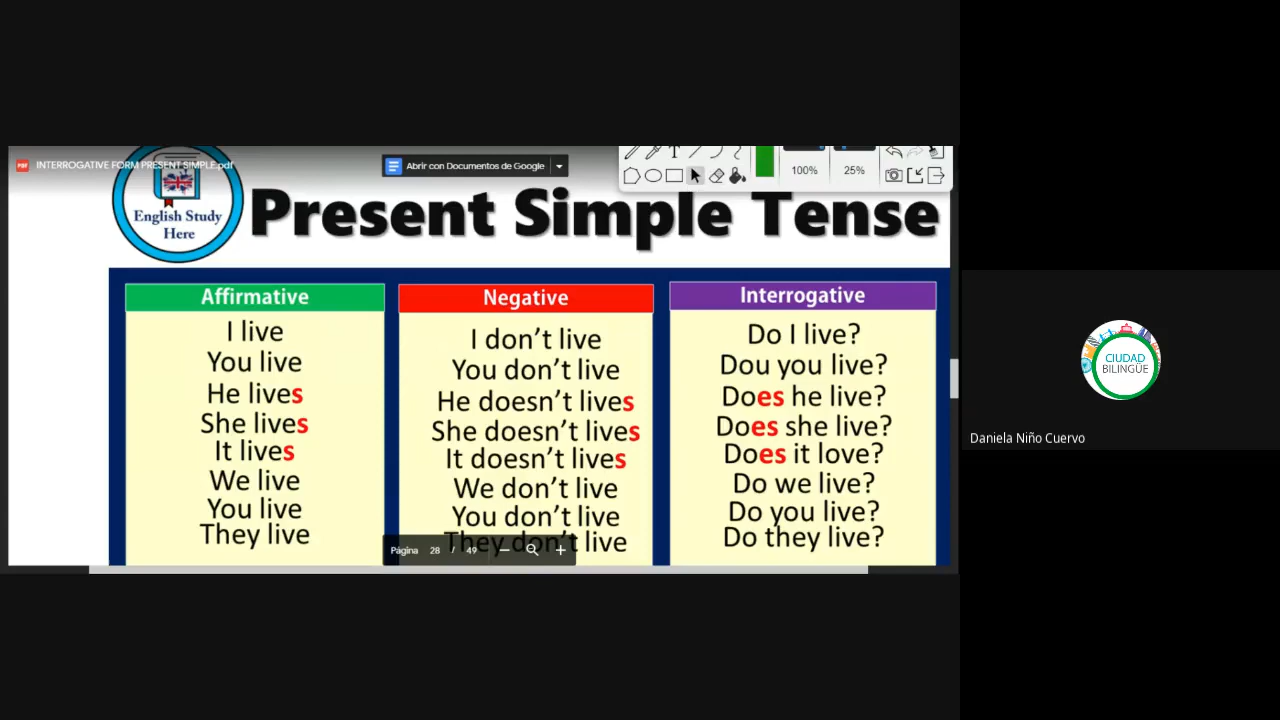 INTERROGATIVE FORM PRESENT SIMPLE.pdf
Abrir con Documentos de Google
100%
25%
English Study
Here
Present Simple Tense
Affirmative
I live
You live
He lives
She lives
It lives
We live
You live
They live
Negative
I don't live
You don't live
He doesn't lives
She doesn't lives
It doesn't lives
We don't live
You don't live
They don't live
Interrogative
Do I live?
Dou you live?
Does he live?
Does she live?
Does it love?
Do we live?
Do you live?
Do they live?
Página 28 / 49
CIUDAD
BILINGÜE
Daniela Niño Cuervo